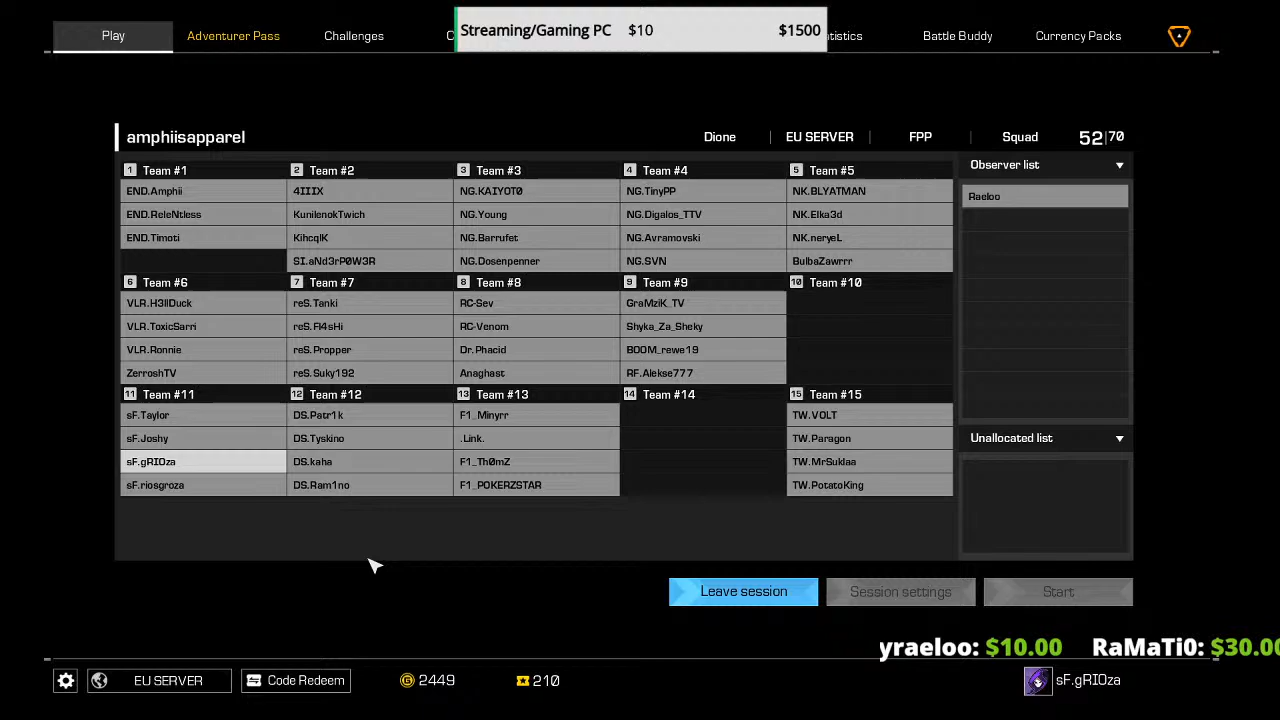 Play
Adventurer Pass
Challenges
Streaming/Gaming PC $10 $1500
Battle Buddy
Currency Packs
amphiisapparel
Dione
EU SERVER
FPP
Squad
52|70
1 Team #1
END.Amphii
END.ReleNtless
END.Timoti
2 Team #2
4IIIX
KunilenokTwich
KihcqIK
SI.aNd3rP0W3R
3 Team #3
NG.KAIYOT0
NG.Young
NG.Barrufet
NG.Dosenpenner
4 Team #4
NG.TinyPP
NG.Digalos_TTV
NG.Avramovski
NG.SVN
5 Team #5
NK.BLYATMAN
NK.Elka3d
NK.neryeL
BulbaZawrrr
6 Team #6
VLR.H3llDuck
VLR.ToxicSarri
VLR.Ronnie
ZerroshTV
7 Team #7
reS.Tanki
reS.Fl4sHi
reS.Propper
reS.Suky192
8 Team #8
RC-Sev
RC-Venom
Dr.Phacid
Anaghast
9 Team #9
GraMziK_TV
Shyka_Za_Sheky
BOOM_rewe19
RF.Alekse777
10 Team #10
11 Team #11
sF.Taylor
sF.Joshy
sF.gRIOza
sF.riosgroza
12 Team #12
DS.Patr1k
DS.Tyskino
DS.kaha
DS.Ram1no
13 Team #13
F1_Minyrr
.Link.
F1_Th0mZ
F1_POKERZSTAR
14 Team #14
15 Team #15
TW.VOLT
TW.Paragon
TW.MrSuklaa
TW.PotatoKing
Observer list
Raeloo
Unallocated list
Leave session
Session settings
Start
yraeloo: $10.00 RaMaTi0: $30.00
EU SERVER
Code Redeem
2449
210
sF.gRIOza